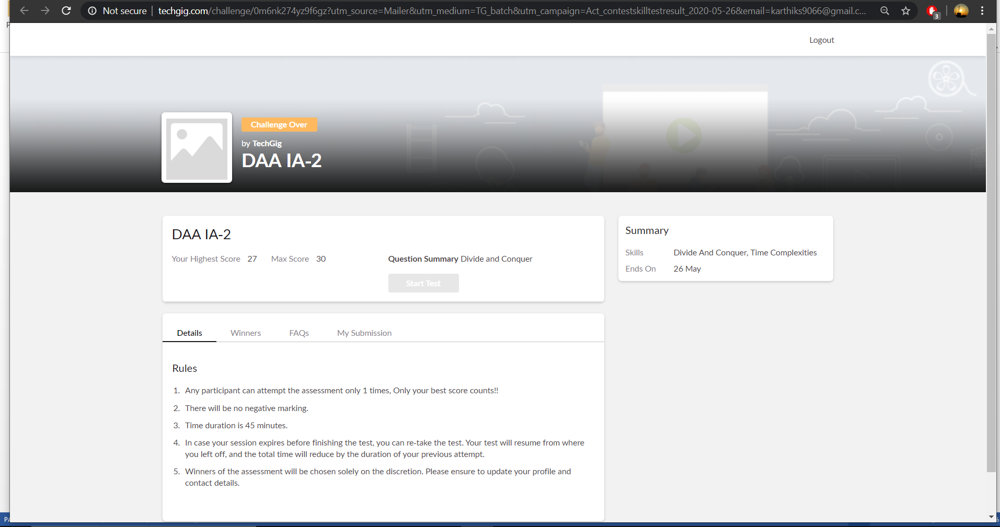 Not secure | techgig.com/challenge/0m6nk274yz9f6gz?utm_source=Mailer&utm_medium=TG_batch&utm_campaign=Act_contestskilltestresult_2020-05-26&email=karthiks9066@gmail.c...
3
Logout
Challenge Over
by TechGig
DAA IA-2
DAA IA-2
Your Highest Score 27 Max Score 30
Question Summary Divide and Conquer
Start Test
Summary
Skills Divide And Conquer, Time Complexities
Ends On 26 May
Details Winners FAQs My Submission
Rules
1. Any participant can attempt the assessment only 1 times, Only your best score counts!!
2. There will be no negative marking.
3. Time duration is 45 minutes.
4. In case your session expires before finishing the test, you can re-take the test. Your test will resume from where
you left off, and the total time will reduce by the duration of your previous attempt.
5. Winners of the assessment will be chosen solely on the discretion. Please ensure to update your profile and
contact details.